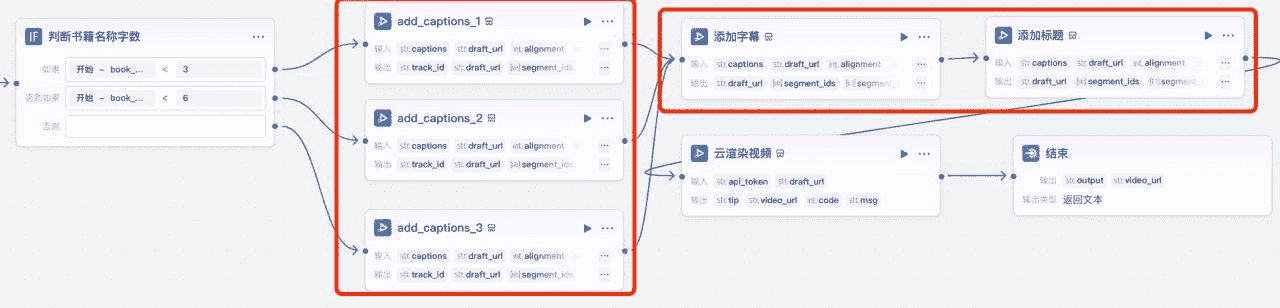 IF 判断书籍名称字数 ...
如果 开始 - book_... < 3
否则如果 开始 - book_... < 6
否则
add_captions_1 ...
输入 str. captions str. draft_url int. alignment ...
输出 str. track_id str. draft_url segment_ids ...
add_captions_2 ...
输入 str. captions str. draft_url int. alignment ...
输出 str. track_id str. draft_url segment_ids ...
add_captions_3 ...
输入 str. captions str. draft_url int. alignment ...
输出 str. track_id str. draft_url segment_ids ...
添加字幕 ...
输入 str. captions str. draft_url int. alignment ...
输出 str. draft_url segment_ids segment_ ...
添加标题 ...
输入 str. captions str. draft_url int. alignment ...
输出 str. draft_url segment_ids segment_ ...
云渲染视频 ...
输入 str. api_token str. draft_url
输出 str. tip str. video_url int. code str. msg
结束
输出 str. output str. video_url
输出类型 返回文本